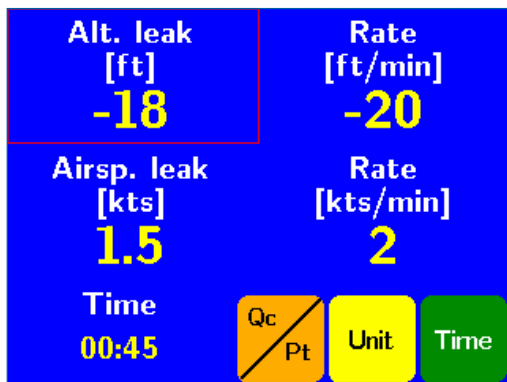 Alt. leak
[ft]
-18
Rate
[ft/min]
-20
Airsp. leak
[kts]
1.5
Rate
[kts/min]
2
Time
00:45
Qc
Pt
Unit
Time